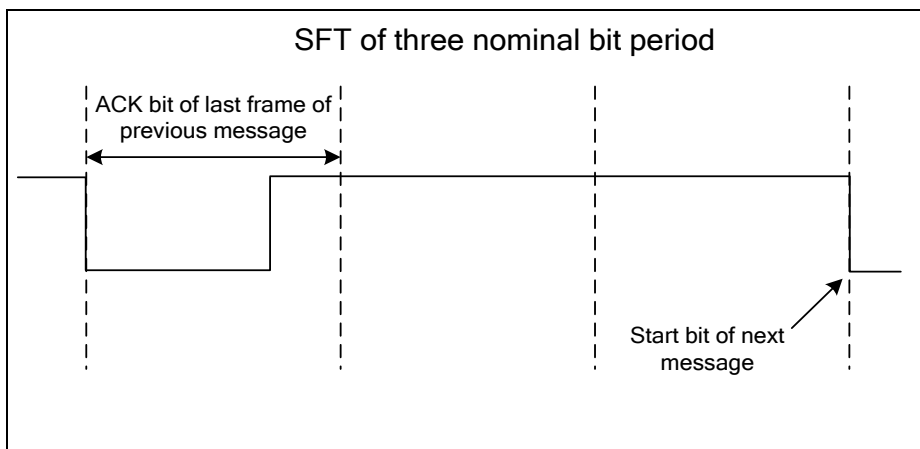 SFT of three nominal bit period
ACK bit of last frame of
previous message
Start bit of next
message